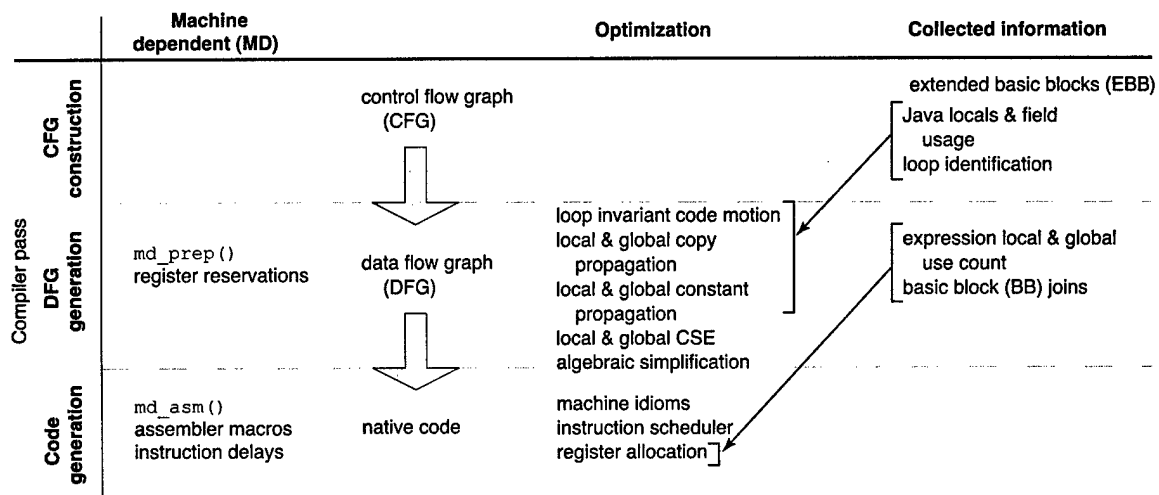 Machine
dependent (MD)
Optimization
Collected information
Compiler pass
CFG
construction
control flow graph
(CFG)
extended basic blocks (EBB)
Java locals & field
usage
loop identification
DFG
generation
md_prep()
register reservations
data flow graph
(DFG)
loop invariant code motion
local & global copy
propagation
local & global constant
propagation
local & global CSE
algebraic simplification
expression local & global
use count
basic block (BB) joins
Code
generation
md_asm()
assembler macros
instruction delays
native code
machine idioms
instruction scheduler
register allocation